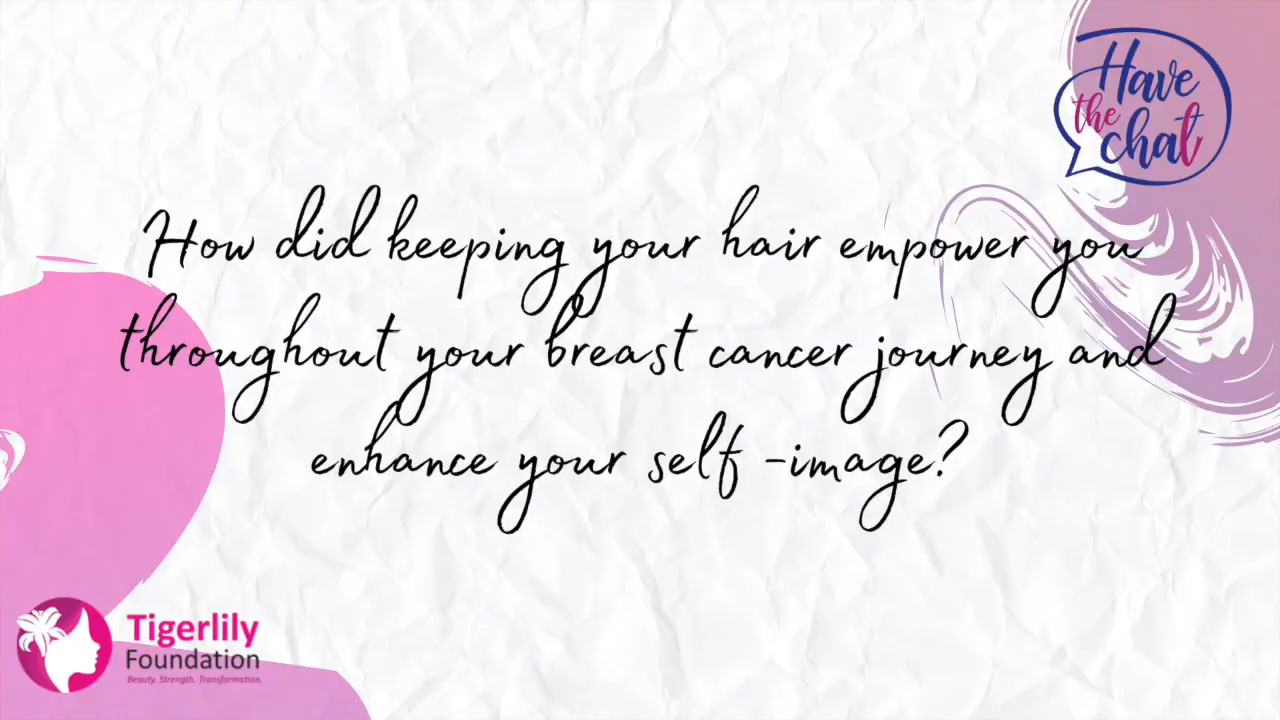 Have
the
chat
How did keeping your hair empower you
throughout your breast cancer journey and
enhance your self -image?
Tigerlily
Foundation
Beauty. Strength. Transformation.